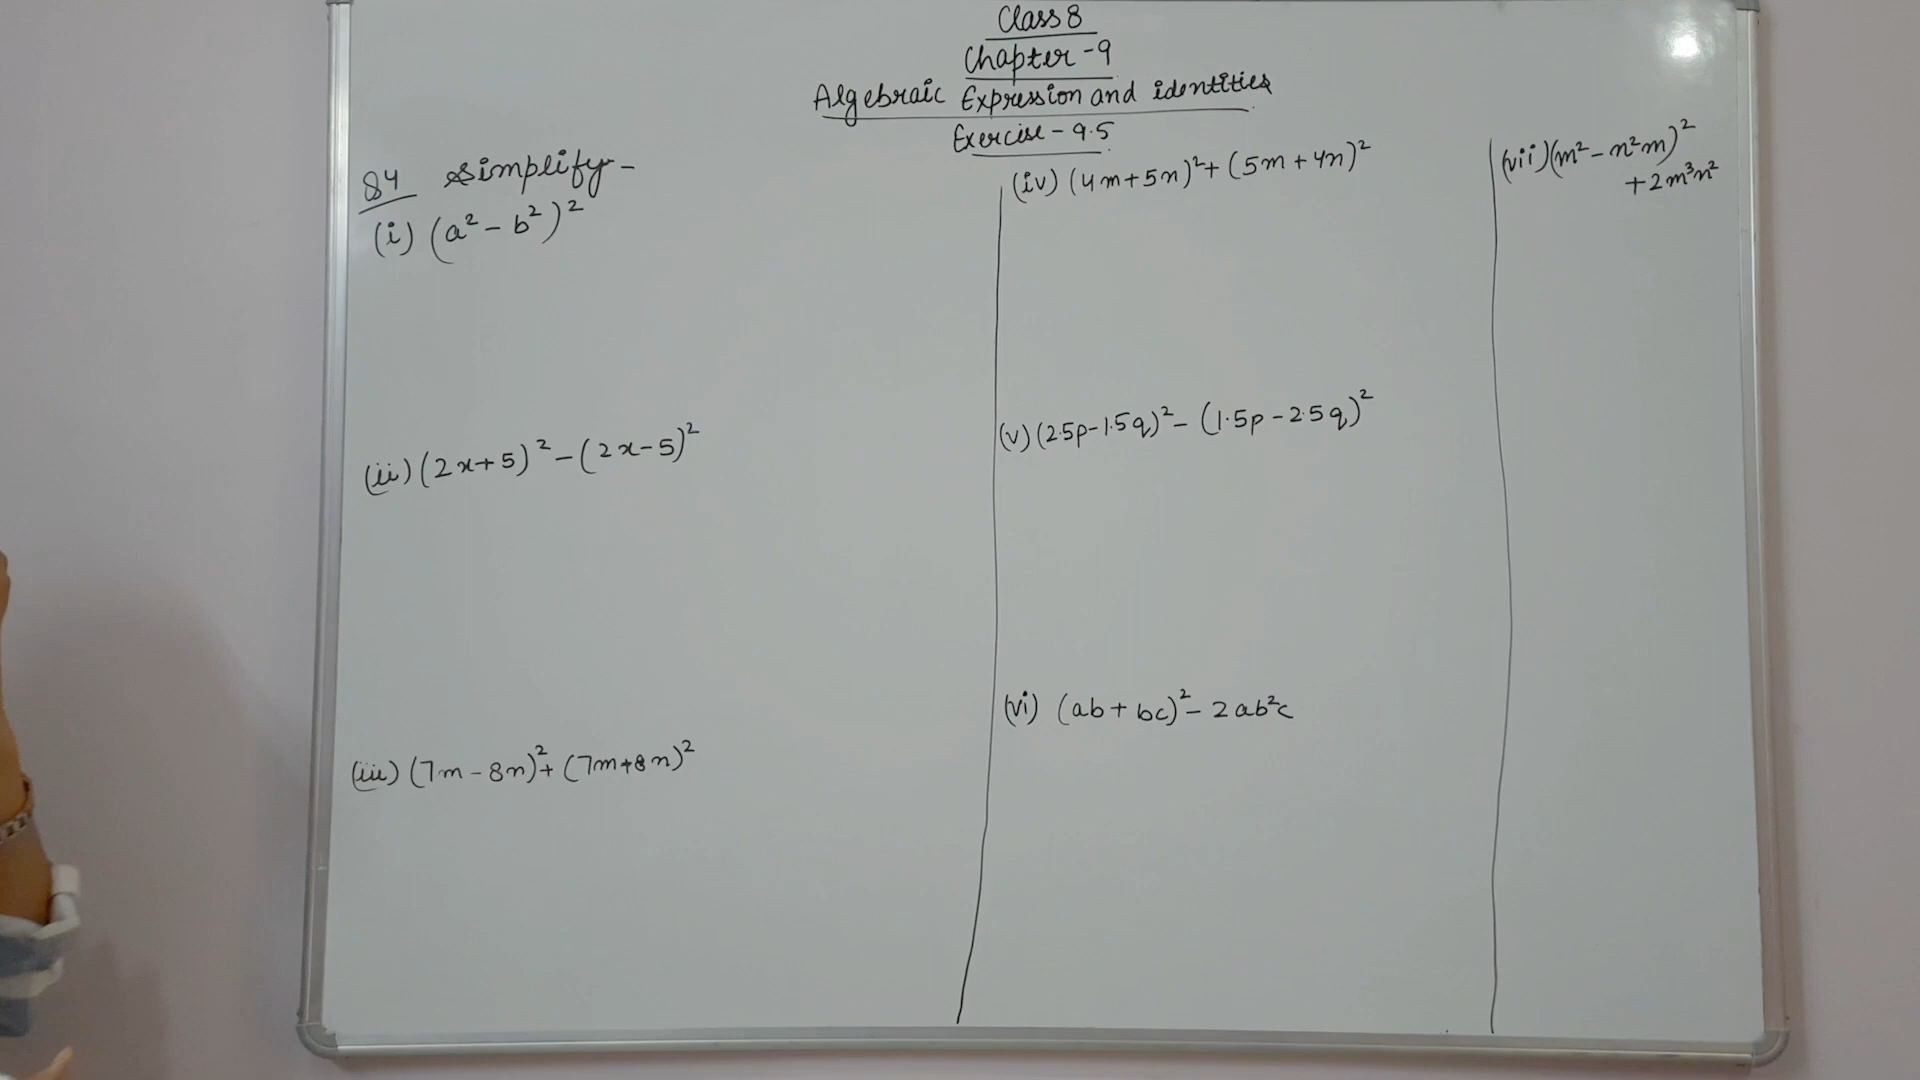 Class 8
Chapter - 9
Algebraic Expression and identities
Exercise - 9.5
84 simplify -
(i) (a² - b²)²
(ii) (2x+5)² - (2x-5)²
(iii) (7m - 8n)² + (7m+8n)²
(iv) (4m+5n)² + (5m+4n)²
(v) (2.5p-1.5q)² - (1.5p-2.5q)²
(vi) (ab+bc)² - 2ab²c
(vii) (m² - n²m)²
+2m³n²